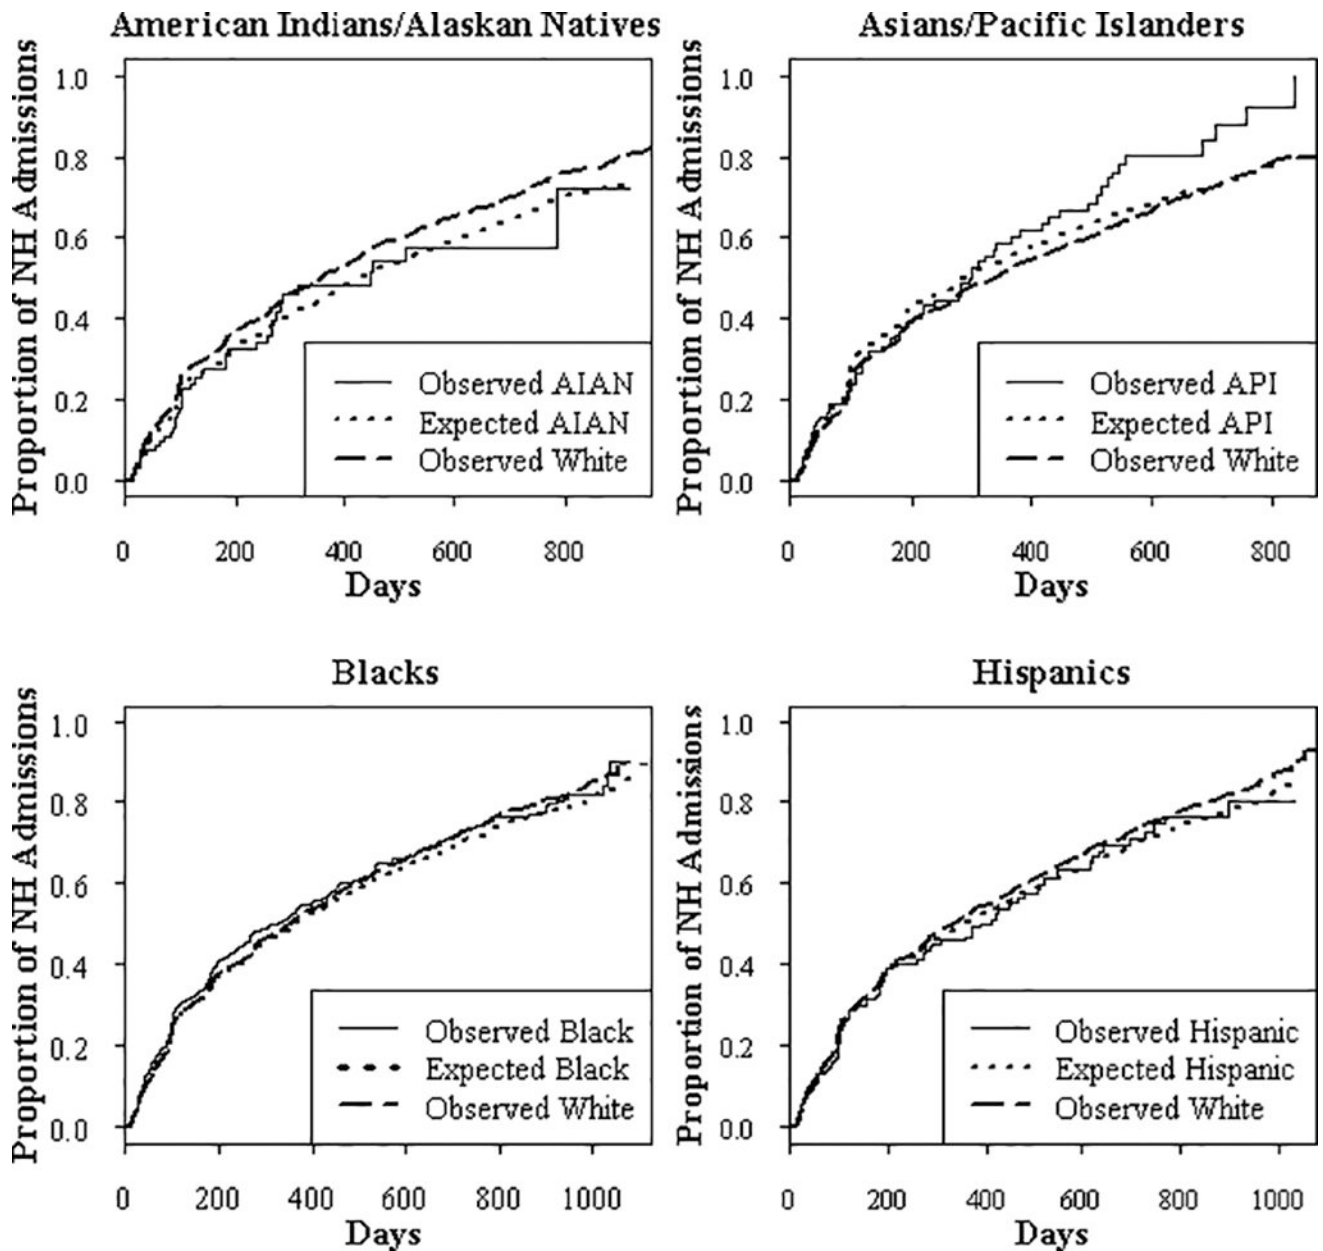 American Indians/Alaskan Natives
Proportion of NH Admissions
1.0
0.8
0.6
0.4
0.2
0.0
Observed AIAN
Expected AIAN
Observed White
0 200 400 600 800
Days
Asians/Pacific Islanders
Proportion of NH Admissions
1.0
0.8
0.6
0.4
0.2
0.0
Observed API
Expected API
Observed White
0 200 400 600 800
Days
Blacks
Proportion of NH Admissions
1.0
0.8
0.6
0.4
0.2
0.0
Observed Black
Expected Black
Observed White
0 200 400 600 800 1000
Days
Hispanics
Proportion of NH Admissions
1.0
0.8
0.6
0.4
0.2
0.0
Observed Hispanic
Expected Hispanic
Observed White
0 200 400 600 800 1000
Days